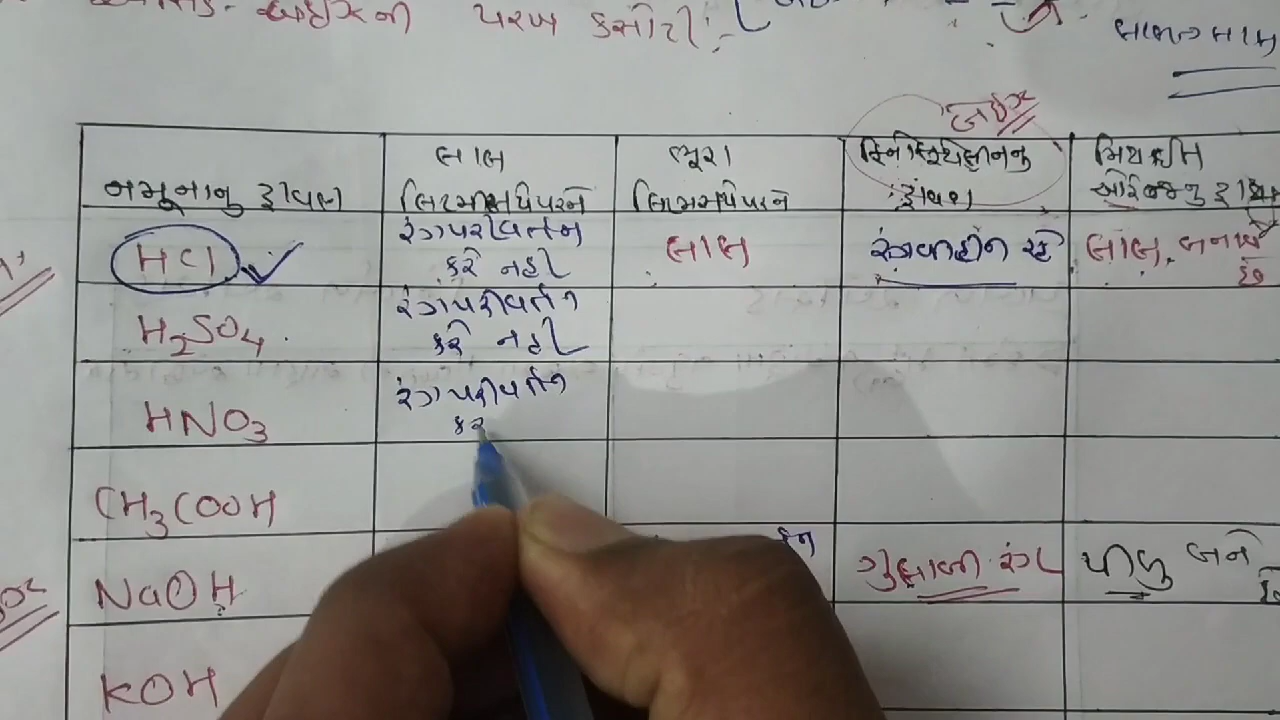 પરખ કસોટી:-
બેઇઝ
લાલ
ભૂરા
ફિનોલ્ફથેલીનનુ
મિથાઈલ
નમૂનાનુ દ્રાવણ
લિટમસપેપરને
લિટમસપેપરને
દ્રાવણ
ઓરેન્જનુ દ્રાવણ
HCl
રંગપરીવર્તન
કરે નહી
લાલ
રંગવિહીન રહે
લાલ બનાવે
છે
H2SO4
રંગપરીવર્તન
કરે નહી
HNO3
રંગપરીવર્તન
કરે
CH3COOH
NaOH
ગુલાબી રંગ
પીળુ બને
છે
KOH